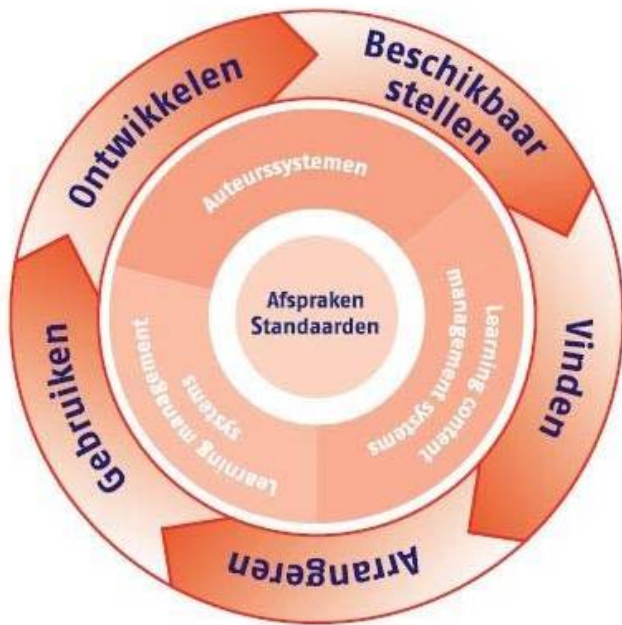 Ontwikkelen
Beschikbaar
stellen
Vinden
Arrangeren
Gebruiken
Auteurssystemen
Learning content
management systems
Learning management
systems
Afspraken
Standaarden